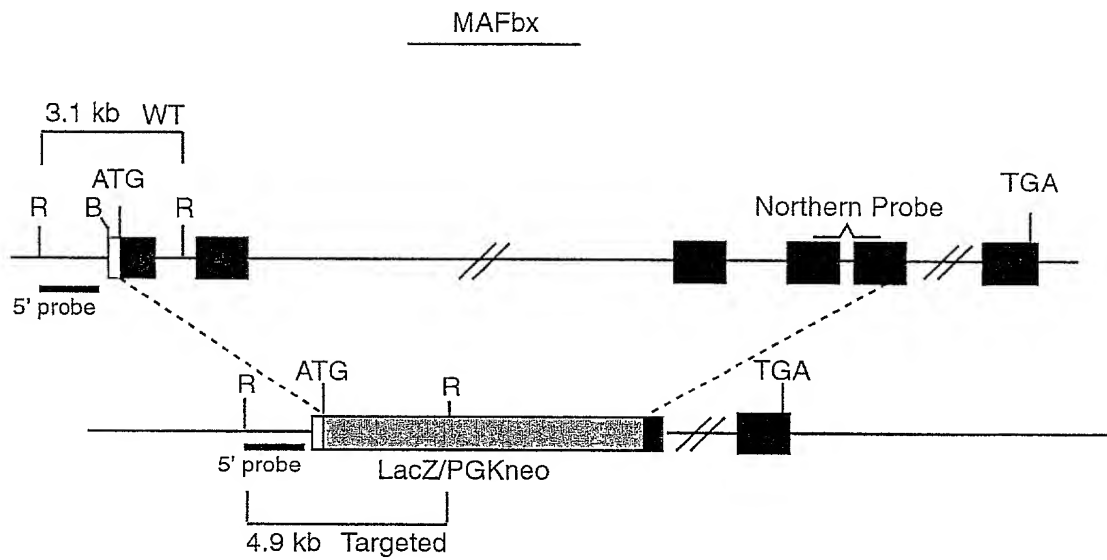 MAFbx
3.1 kb WT
ATG
R B R
Northern Probe
TGA
5' probe
ATG
R R
TGA
5' probe
LacZ/PGKneo
4.9 kb Targeted